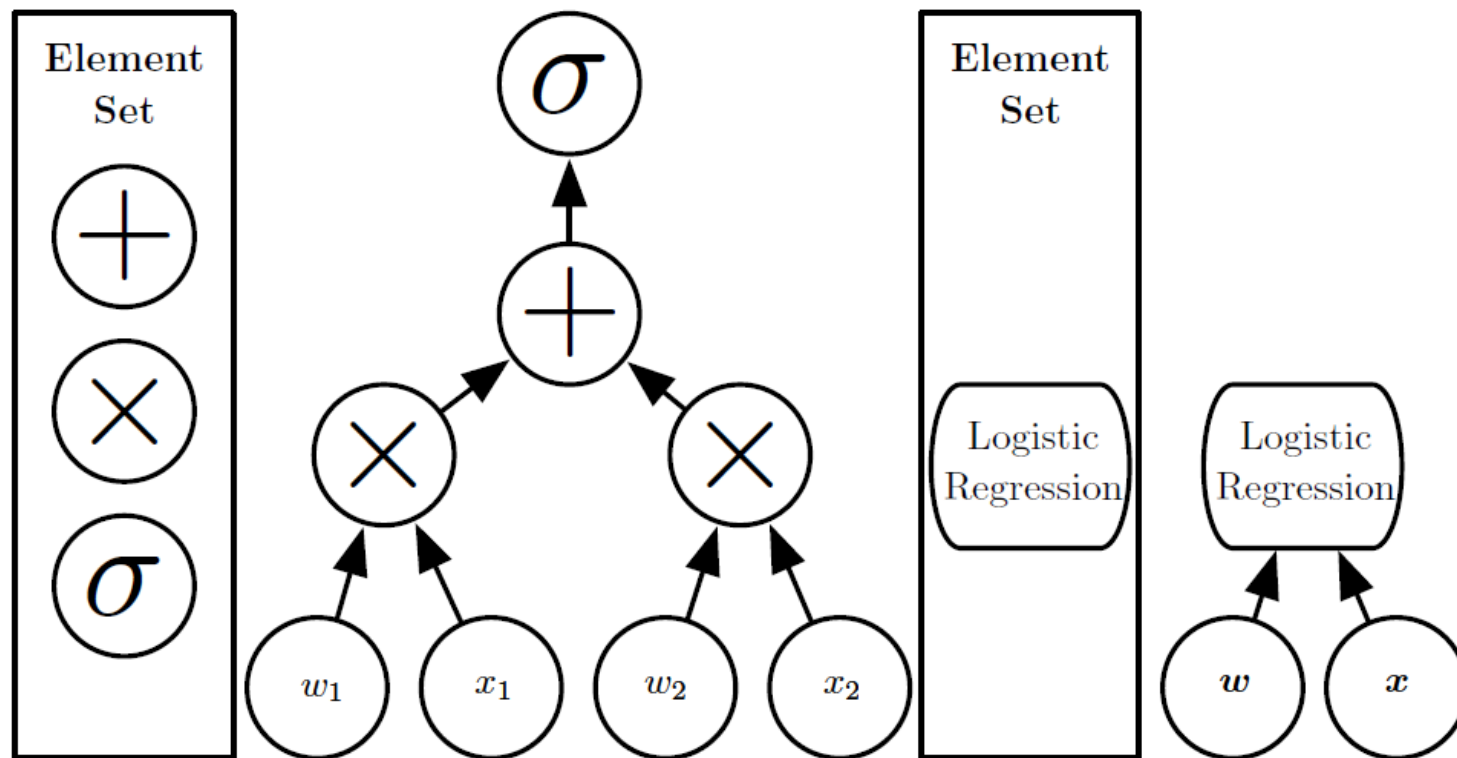 Element
Set
+
×
σ
σ
+
×
×
w₁
x₁
w₂
x₂
Element
Set
Logistic
Regression
Logistic
Regression
w
x